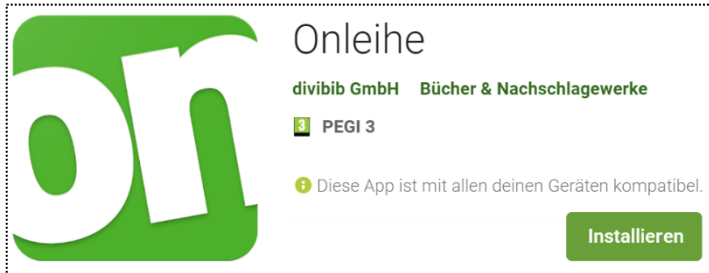 on
Onleihe
divibib GmbH Bücher & Nachschlagewerke
3 PEGI 3
Diese App ist mit allen deinen Geräten kompatibel.
Installieren